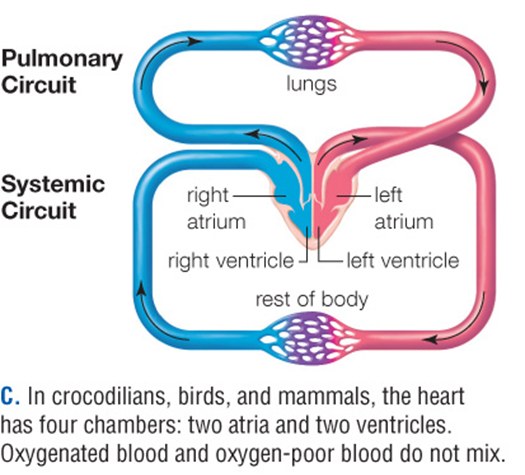 Pulmonary
Circuit
lungs
Systemic
Circuit
right
atrium
left
atrium
right ventricle
left ventricle
rest of body
C. In crocodilians, birds, and mammals, the heart
has four chambers: two atria and two ventricles.
Oxygenated blood and oxygen-poor blood do not mix.